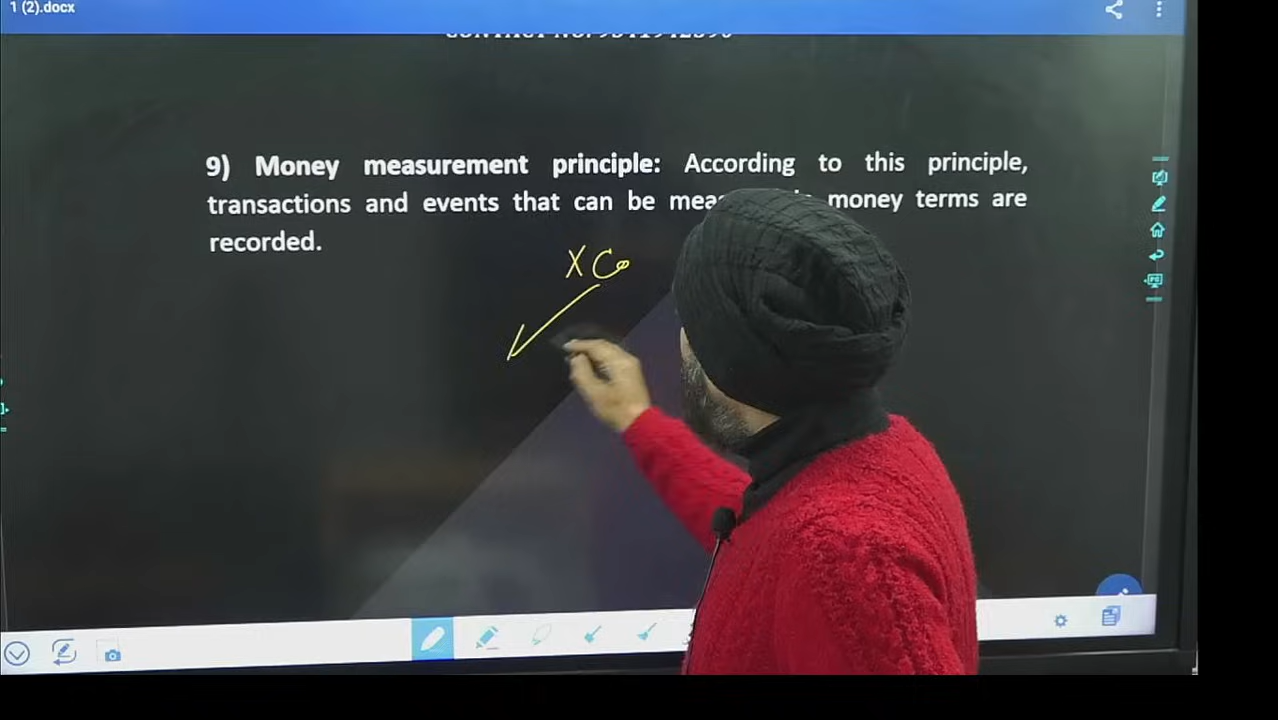 1 (2).docx
9) Money measurement principle: According to this principle,
transactions and events that can be money terms are
recorded.
X Co